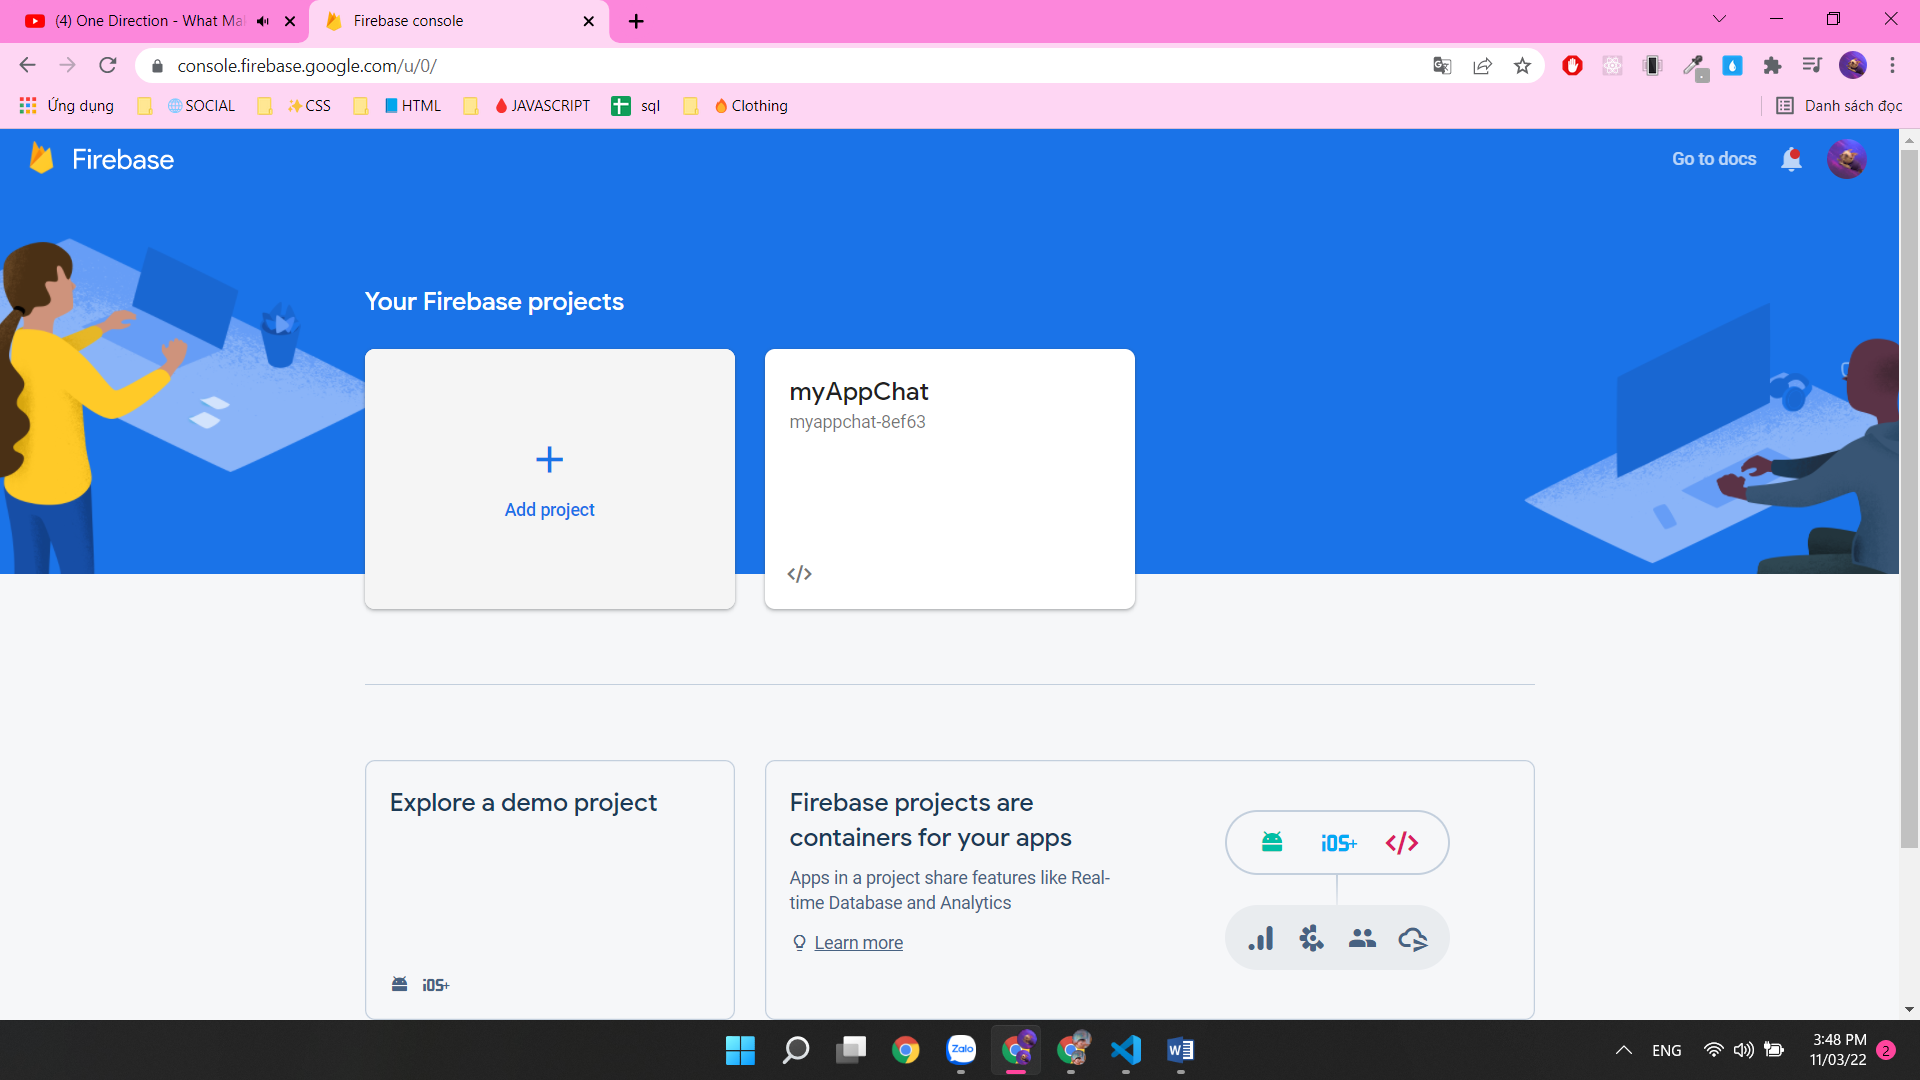 (4) One Direction - What Mal
Firebase console
console.firebase.google.com/u/0/
Ứng dụng
SOCIAL
CSS
HTML
JAVASCRIPT
sql
Clothing
Danh sách đọc
Firebase
Go to docs
Your Firebase projects
Add project
myAppChat
myappchat-8ef63
</>
Explore a demo project
iOS+
Firebase projects are
containers for your apps
Apps in a project share features like Real-
time Database and Analytics
Learn more
iOS+
</>
Zalo
W
ENG
3:48 PM
11/03/22
2